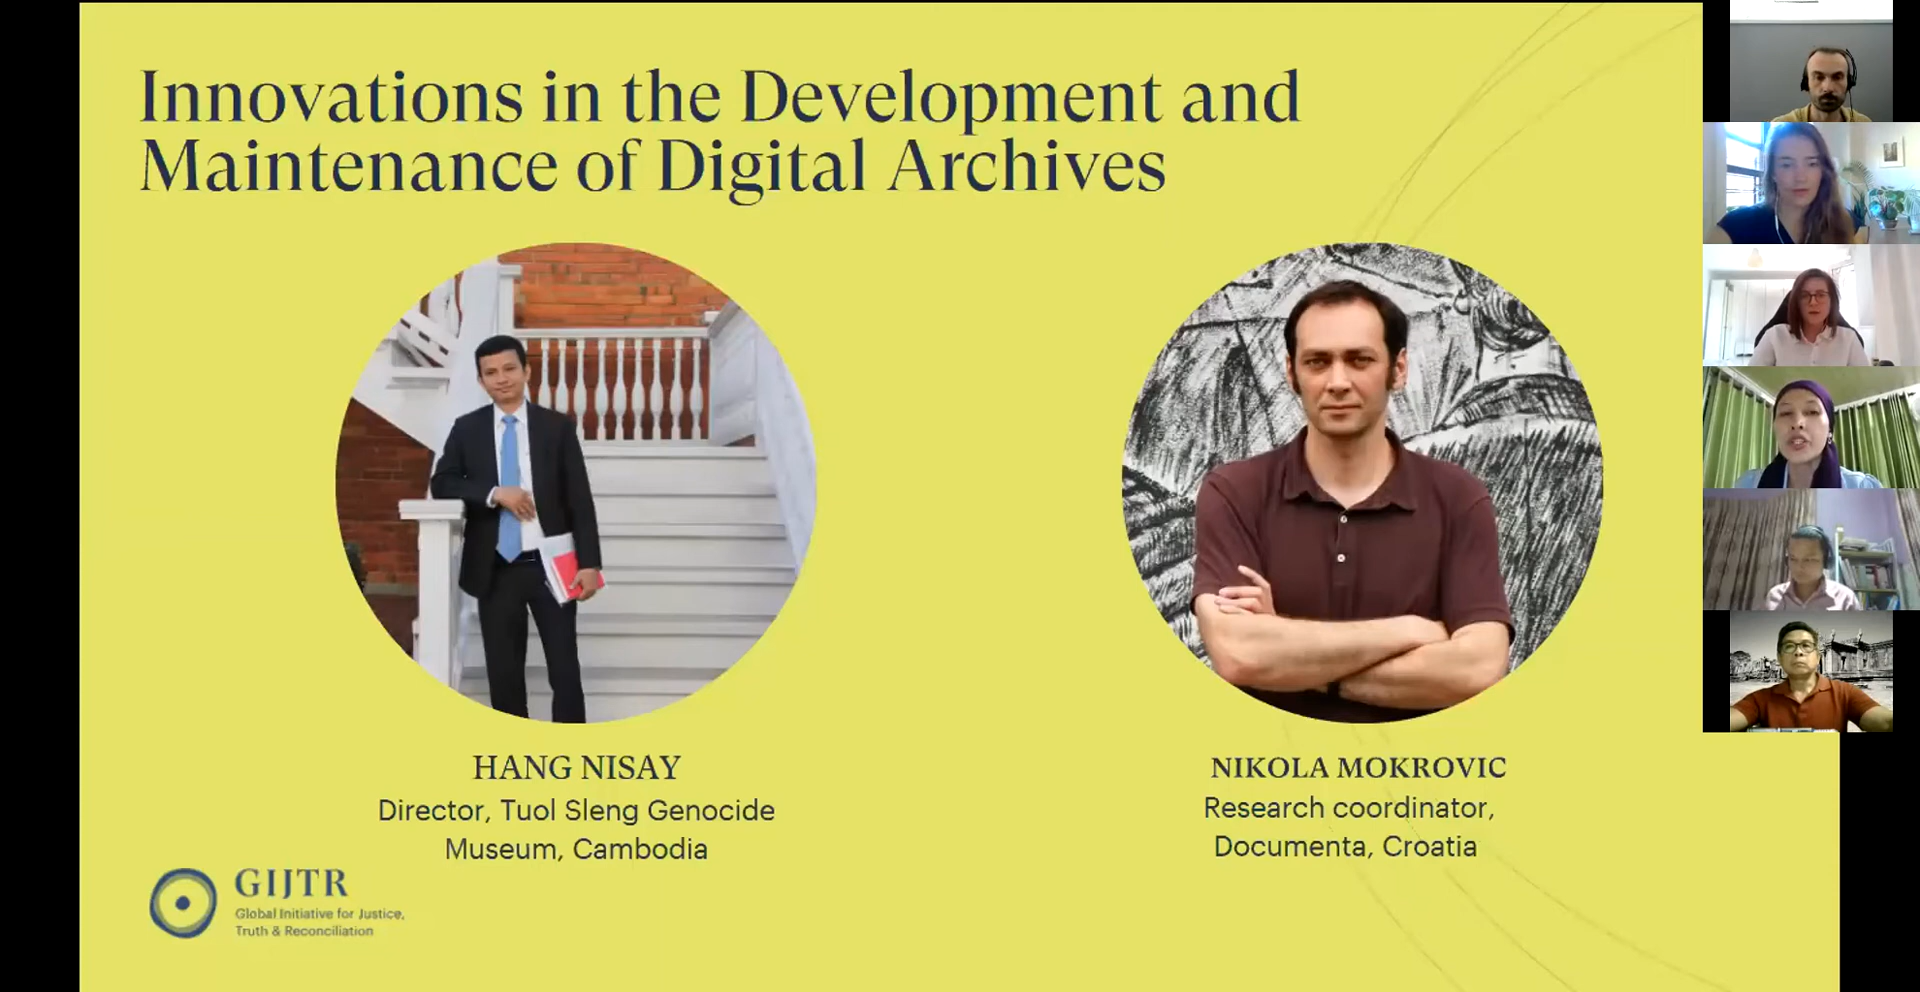 Innovations in the Development and
Maintenance of Digital Archives
HANG NISAY
Director, Tuol Sleng Genocide
Museum, Cambodia
NIKOLA MOKROVIC
Research coordinator,
Documenta, Croatia
GIJTR
Global Initiative for Justice,
Truth & Reconciliation